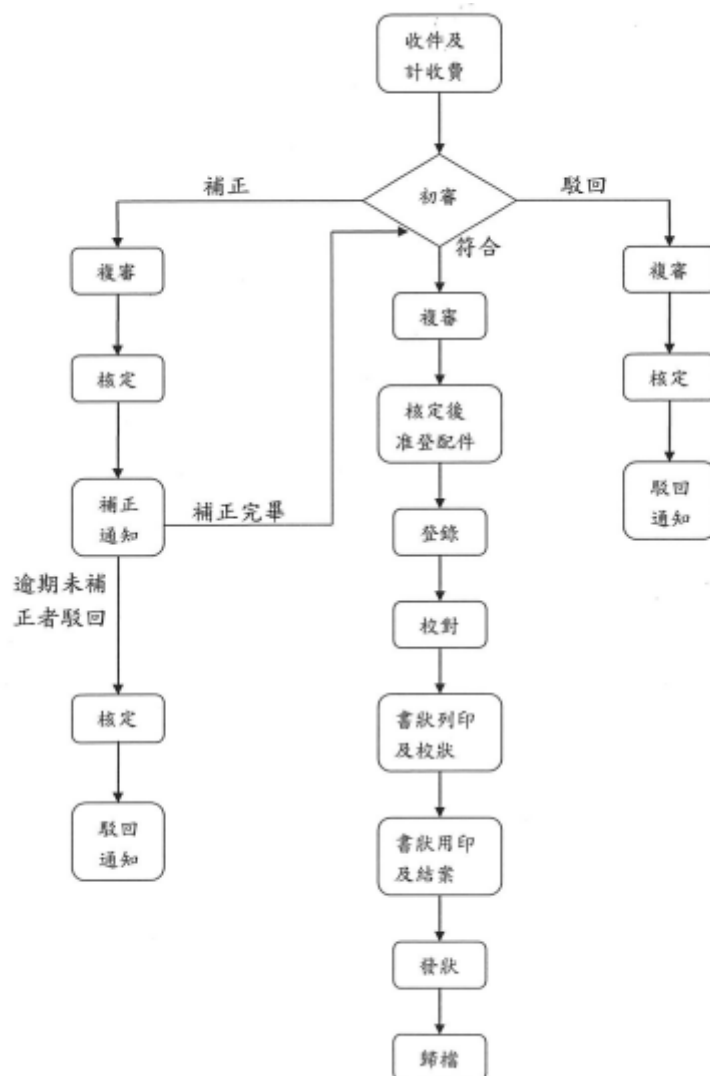 收件及
計收費
初審
補正
駁回
符合
複審
核定
補正
通知
補正完畢
逾期未補
正者駁回
核定
駁回
通知
複審
核定後
准登配件
登錄
校對
書狀列印
及校狀
書狀用印
及結案
發狀
歸檔
複審
核定
駁回
通知